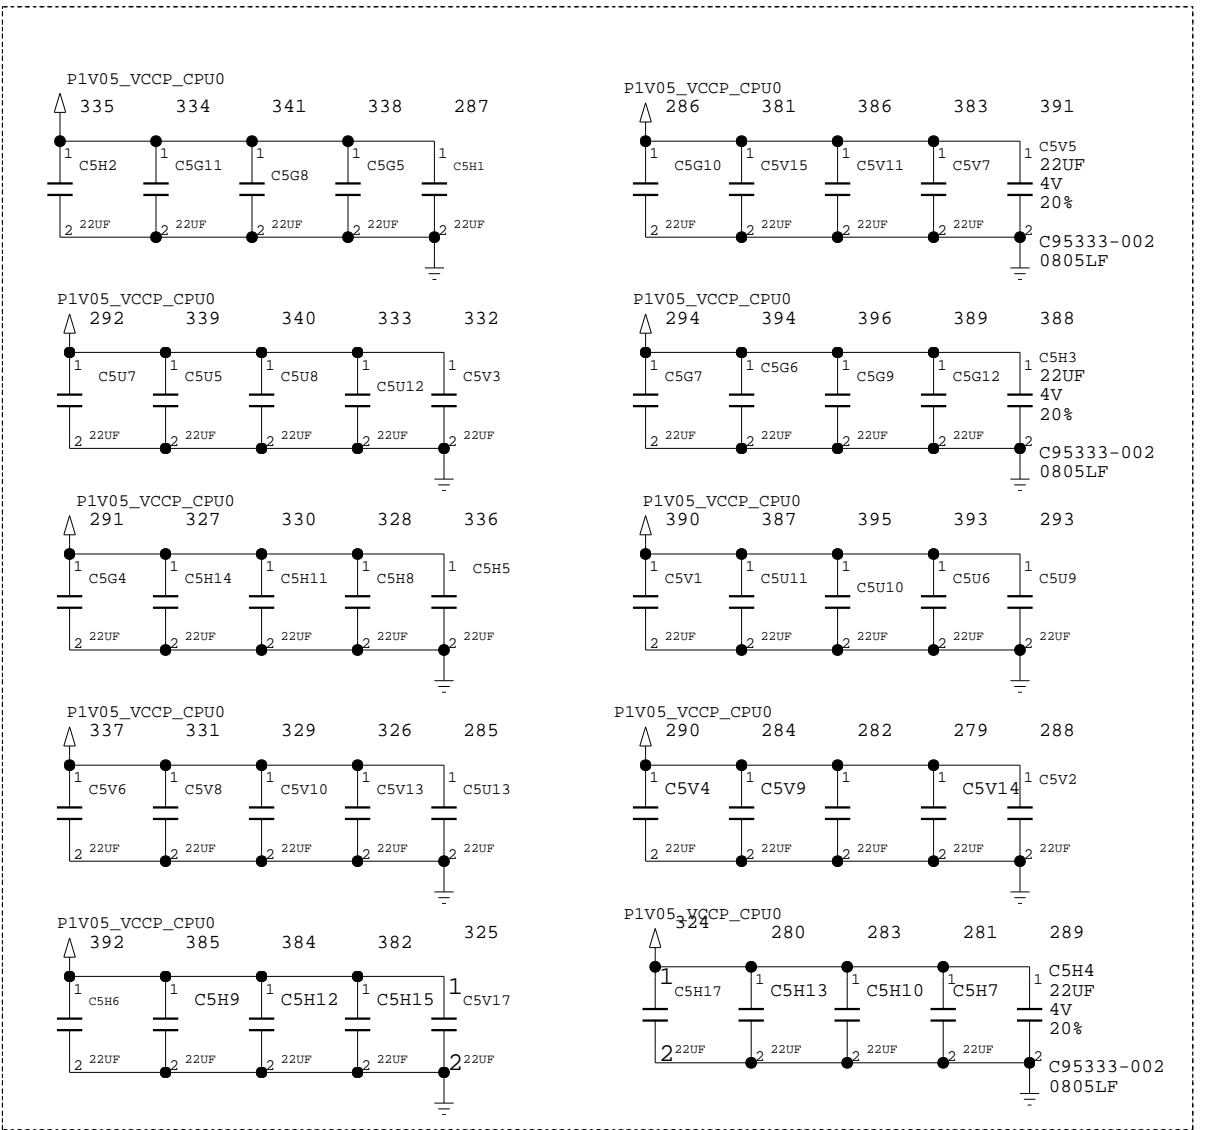 P1V05_VCCP_CPU0
335 334 341 338 287
1 C5H2 1 C5G11 1 C5G8 1 C5G5 1 C5H1
2 22UF 2 22UF 2 22UF 2 22UF 2 22UF
P1V05_VCCP_CPU0
286 381 386 383 391
1 C5G10 1 C5V15 1 C5V11 1 C5V7 1 C5V5
22UF
4V
20%
2 22UF 2 22UF 2 22UF 2 22UF 2
C95333-002
0805LF
P1V05_VCCP_CPU0
292 339 340 333 332
1 C5U7 1 C5U5 1 C5U8 1 C5U12 1 C5V3
2 22UF 2 22UF 2 22UF 2 22UF 2 22UF
P1V05_VCCP_CPU0
294 394 396 389 388
1 C5G7 1 C5G6 1 C5G9 1 C5G12 1 C5H3
22UF
4V
20%
2 22UF 2 22UF 2 22UF 2 22UF 2
C95333-002
0805LF
P1V05_VCCP_CPU0
291 327 330 328 336
1 C5G4 1 C5H14 1 C5H11 1 C5H8 1 C5H5
2 22UF 2 22UF 2 22UF 2 22UF 2 22UF
P1V05_VCCP_CPU0
390 387 395 393 293
1 C5V1 1 C5U11 1 C5U10 1 C5U6 1 C5U9
2 22UF 2 22UF 2 22UF 2 22UF 2 22UF
P1V05_VCCP_CPU0
337 331 329 326 285
1 C5V6 1 C5V8 1 C5V10 1 C5V13 1 C5U13
2 22UF 2 22UF 2 22UF 2 22UF 2 22UF
P1V05_VCCP_CPU0
290 284 282 279 288
1 C5V4 1 C5V9 1 1 C5V14 1 C5V2
2 22UF 2 22UF 2 22UF 2 22UF 2 22UF
P1V05_VCCP_CPU0
392 385 384 382 325
1 C5H6 1 C5H9 1 C5H12 1 C5H15 1 C5V17
2 22UF 2 22UF 2 22UF 2 22UF 2 22UF
P1V05_VCCP_CPU0
324 280 283 281 289
1 C5H17 1 C5H13 1 C5H10 1 C5H7 1 C5H4
22UF
4V
20%
2 22UF 2 22UF 2 22UF 2 22UF 2
C95333-002
0805LF